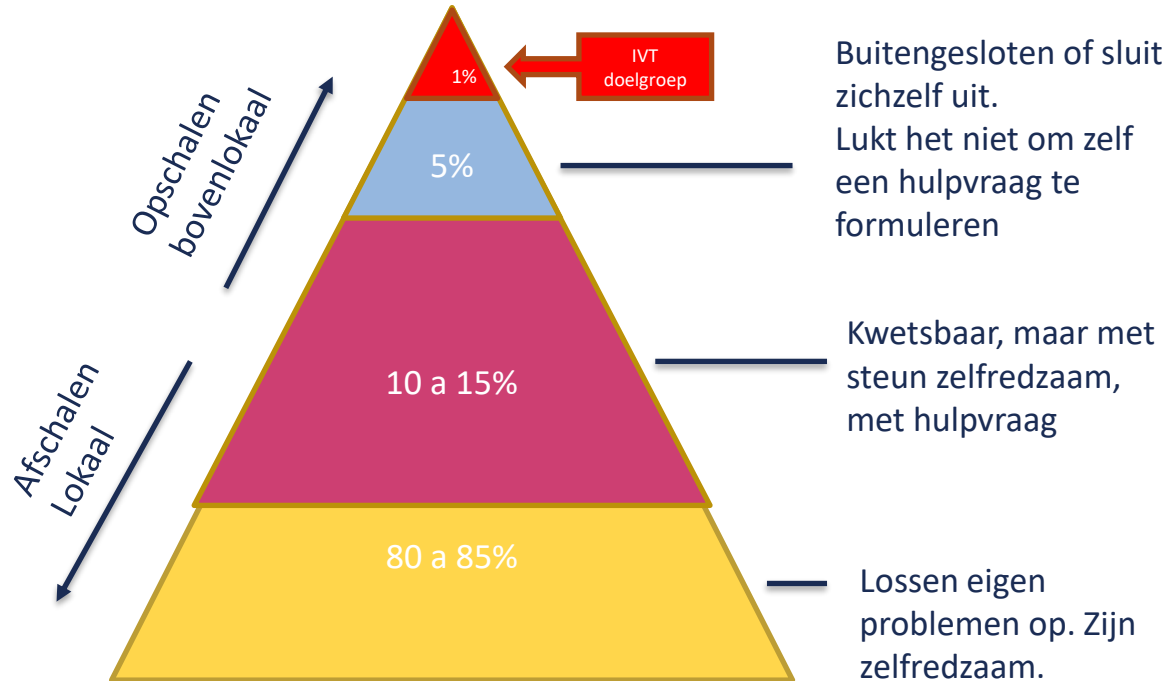 1%
IVT
doelgroep
Buitengesloten of sluit
zichzelf uit.
Lukt het niet om zelf
een hulpvraag te
formuleren
Opschalen
bovenlokaal
5%
Kwetsbaar, maar met
steun zelfredzaam,
met hulpvraag
10 a 15%
Afschalen
Lokaal
80 a 85%
Lossen eigen
problemen op. Zijn
zelfredzaam.